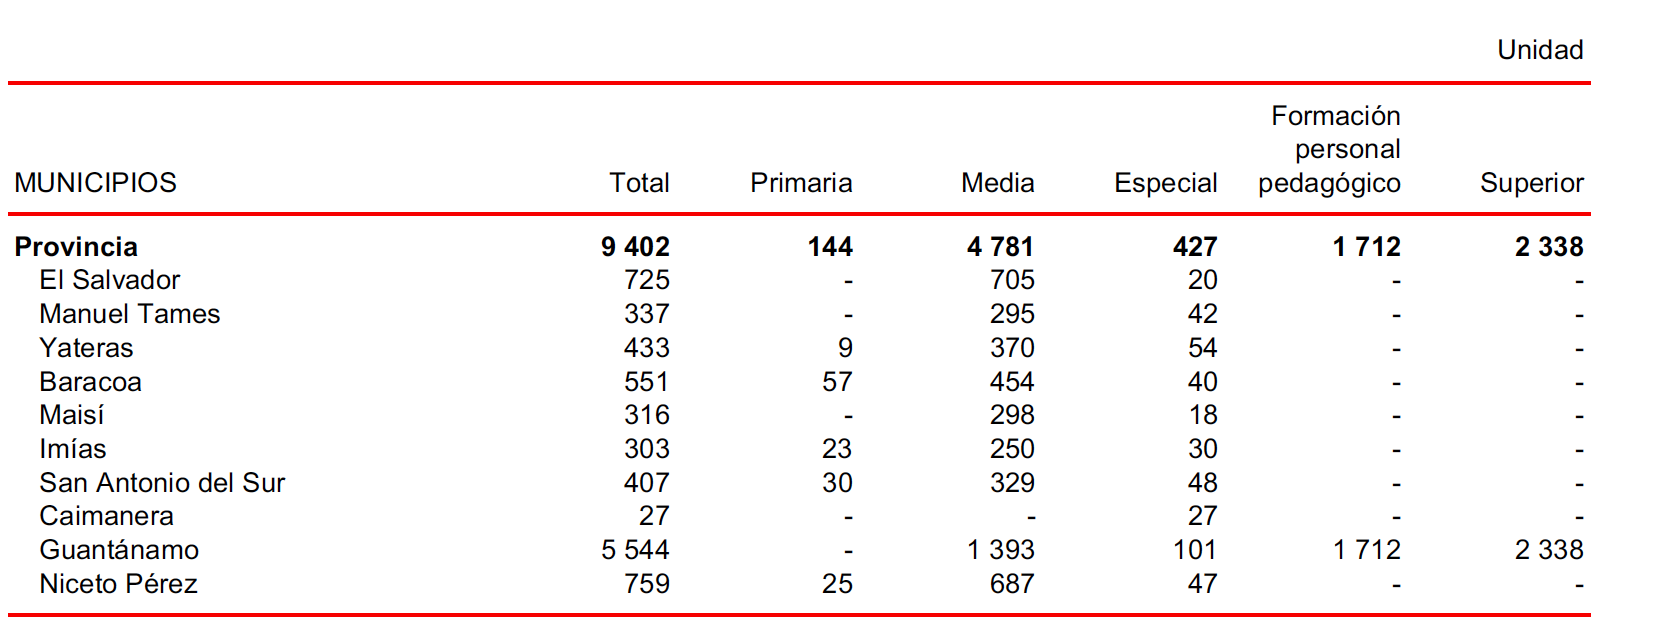 Unidad
Formación
personal
MUNICIPIOS Total Primaria Media Especial pedagógico Superior
Provincia 9 402 144 4 781 427 1 712 2 338
El Salvador 725 - 705 20 - -
Manuel Tames 337 - 295 42 - -
Yateras 433 9 370 54 - -
Baracoa 551 57 454 40 - -
Maisí 316 - 298 18 - -
Imías 303 23 250 30 - -
San Antonio del Sur 407 30 329 48 - -
Caimanera 27 - - 27 - -
Guantánamo 5 544 - 1 393 101 1 712 2 338
Niceto Pérez 759 25 687 47 - -